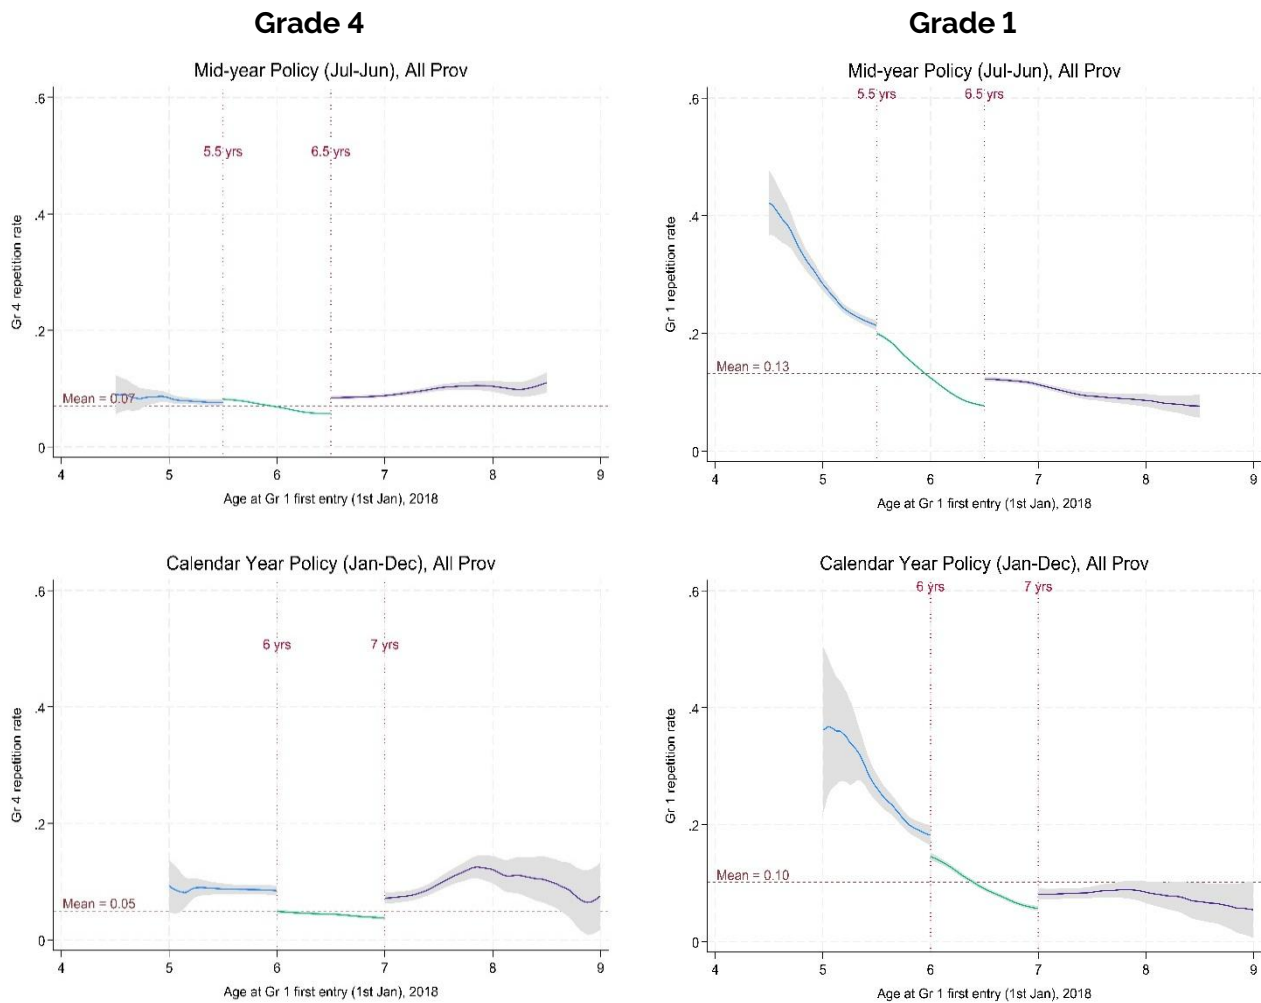 Grade 4
Mid-year Policy (Jul-Jun), All Prov
.6
5.5 yrs
6.5 yrs
.4
Gr 4 repetition rate
.2
Mean = 0.07
0
4
5
6
7
8
9
Age at Gr 1 first entry (1st Jan), 2018
Grade 1
Mid-year Policy (Jul-Jun), All Prov
5.5 yrs
6.5 yrs
.6
.4
Gr 1 repetition rate
.2
Mean = 0.13
0
4
5
6
7
8
9
Age at Gr 1 first entry (1st Jan), 2018
Calendar Year Policy (Jan-Dec), All Prov
.6
6 yrs
7 yrs
.4
Gr 4 repetition rate
.2
Mean = 0.05
0
4
5
6
7
8
9
Age at Gr 1 first entry (1st Jan), 2018
Calendar Year Policy (Jan-Dec), All Prov
6 yrs
7 yrs
.6
.4
Gr 1 repetition rate
.2
Mean = 0.10
0
4
5
6
7
8
9
Age at Gr 1 first entry (1st Jan), 2018